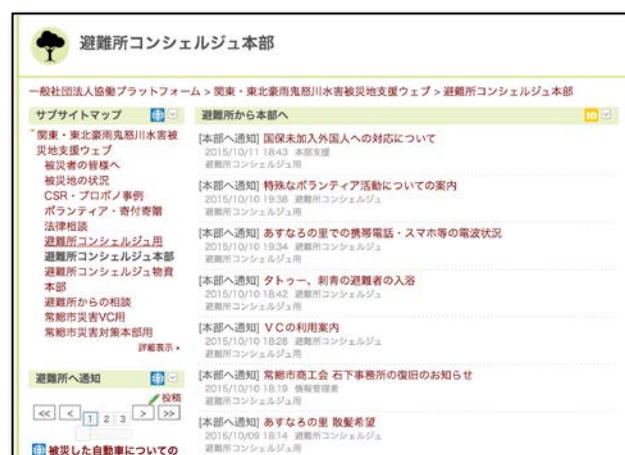 避難所コンシェルジュ本部
一般社団法人協働プラットフォーム > 関東・東北豪雨鬼怒川水害被災地支援ウェブ > 避難所コンシェルジュ本部
サブサイトマップ
関東・東北豪雨鬼怒川水害被
災地支援ウェブ
被災者の皆様へ
被災地の状況
CSR・プロボノ事例
ボランティア・寄付寄贈
法律相談
避難所コンシェルジュ用
避難所コンシェルジュ本部
避難所コンシェルジュ物資
本部
避難所からの相談
常総市災害VC用
常総市災害対策本部用
詳細表示
避難所へ通知
投稿
<< < 1 2 3 > >>
被災した自動車についての
避難所から本部へ
[本部へ通知] 国保未加入外国人への対応について
2015/10/11 18:43 本部支援
避難所コンシェルジュ用
[本部へ通知] 特殊なボランティア活動についての案内
2015/10/10 19:36 避難所コンシェルジュ
避難所コンシェルジュ用
[本部へ通知] あすなろの里での携帯電話・スマホ等の電波状況
2015/10/10 19:34 避難所コンシェルジュ
避難所コンシェルジュ用
[本部へ通知] タトゥー、刺青の避難者の入浴
2015/10/10 18:42 避難所コンシェルジュ
避難所コンシェルジュ用
[本部へ通知] ＶＣの利用案内
2015/10/10 18:28 避難所コンシェルジュ
避難所コンシェルジュ用
[本部へ通知] 常総市商工会 石下事務所の復旧のお知らせ
2015/10/10 18:19 情報管理者
避難所コンシェルジュ用
[本部へ通知] あすなろの里 散髪希望
2015/10/09 18:14 避難所コンシェルジュ
避難所コンシェルジュ用